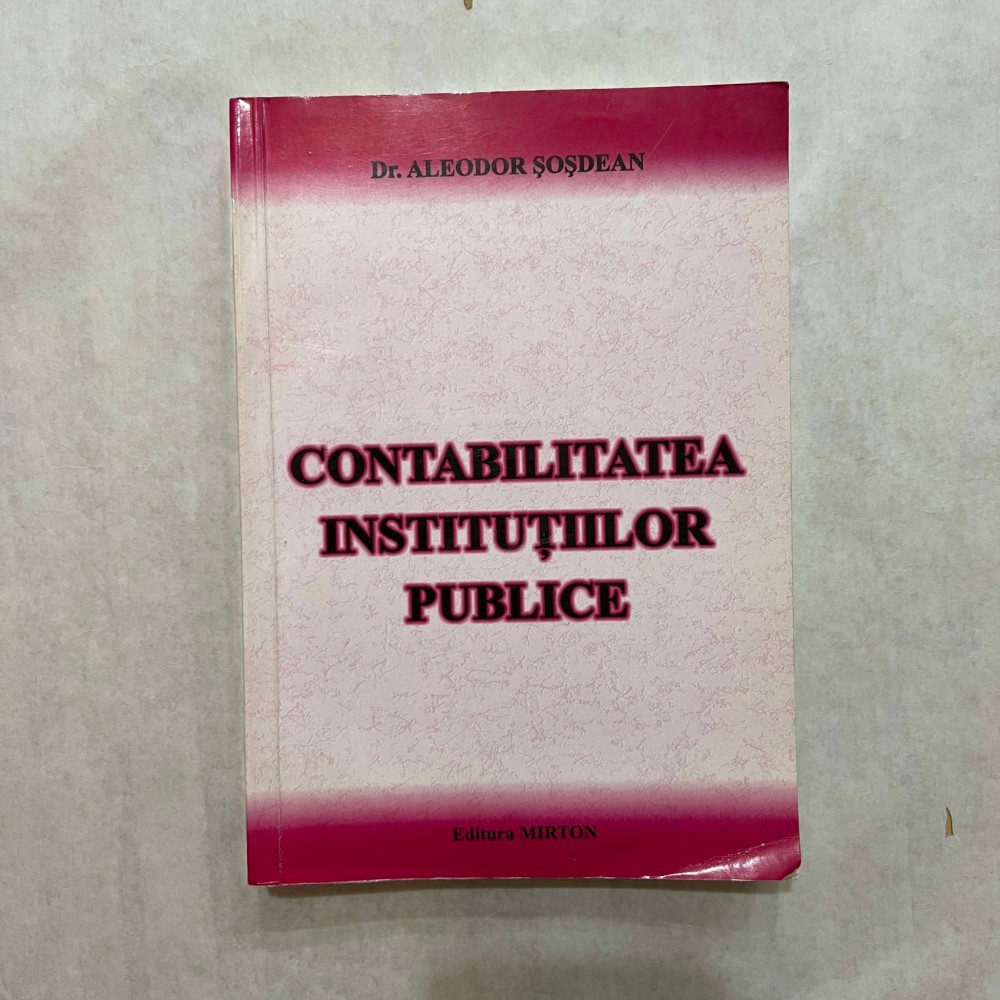 Dr. ALEODOR ŞOŞDEAN
CONTABILITATEA
INSTITUȚIILOR
PUBLICE
Editura MIRTON